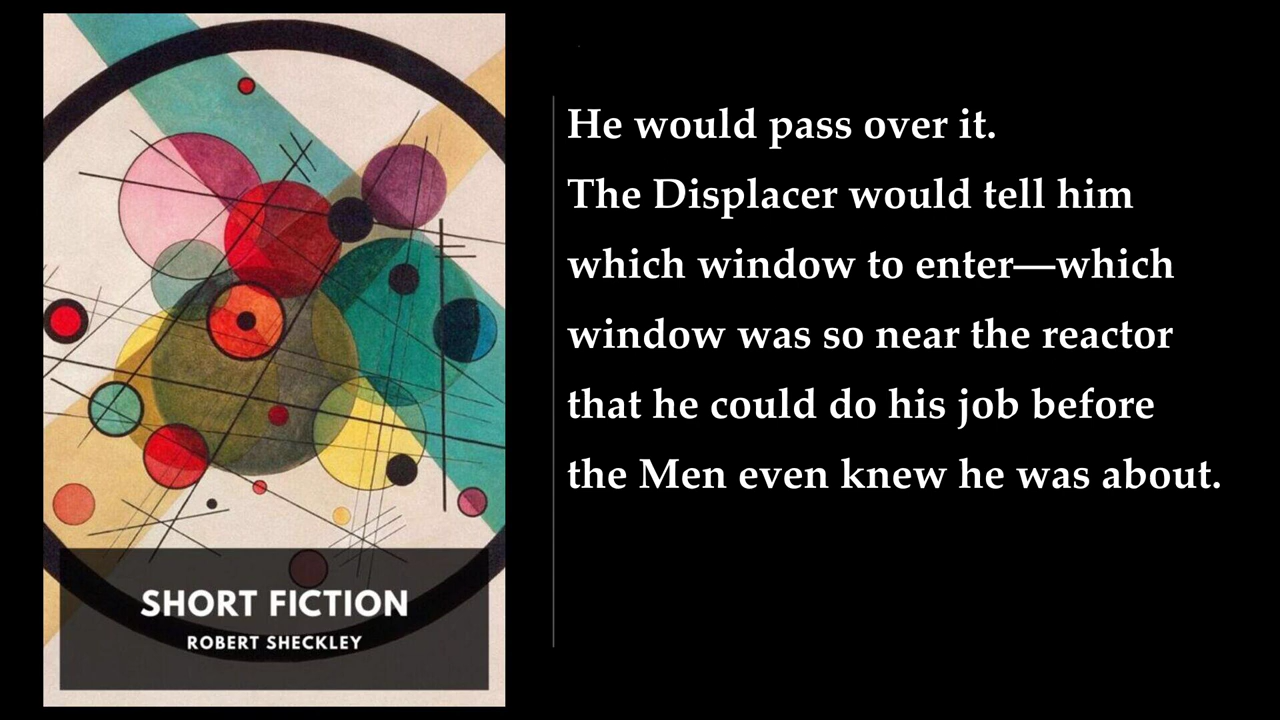 SHORT FICTION
ROBERT SHECKLEY
He would pass over it.
The Displacer would tell him
which window to enter—which
window was so near the reactor
that he could do his job before
the Men even knew he was about.